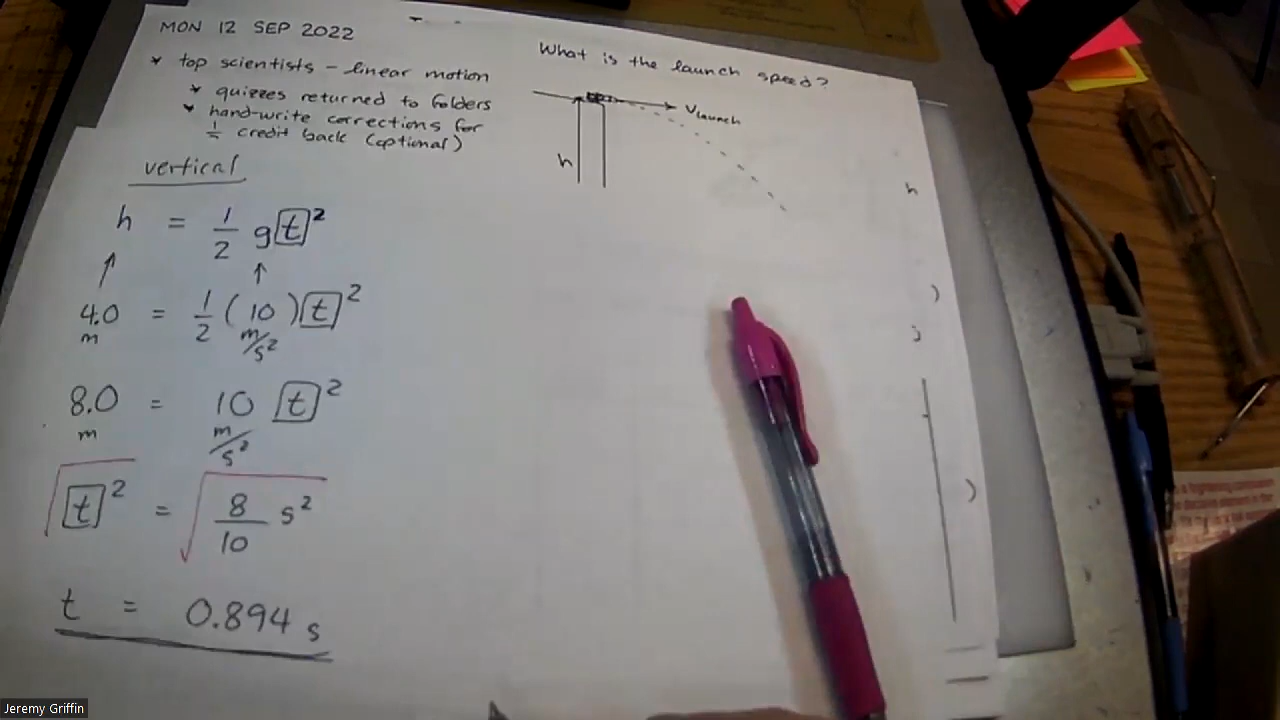 MON 12 SEP 2022
* top scientists - linear motion
* quizzes returned to folders
* hand-write corrections for
1/2 credit back (optional)
vertical
h = 1/2 g t²
4.0 = 1/2 (10) t²
m m/s²
8.0 = 10 t²
m m/s²
√t² = √8/10 s²
t = 0.894 s
What is the launch speed?
Vlaunch
h
h
Jeremy Griffin